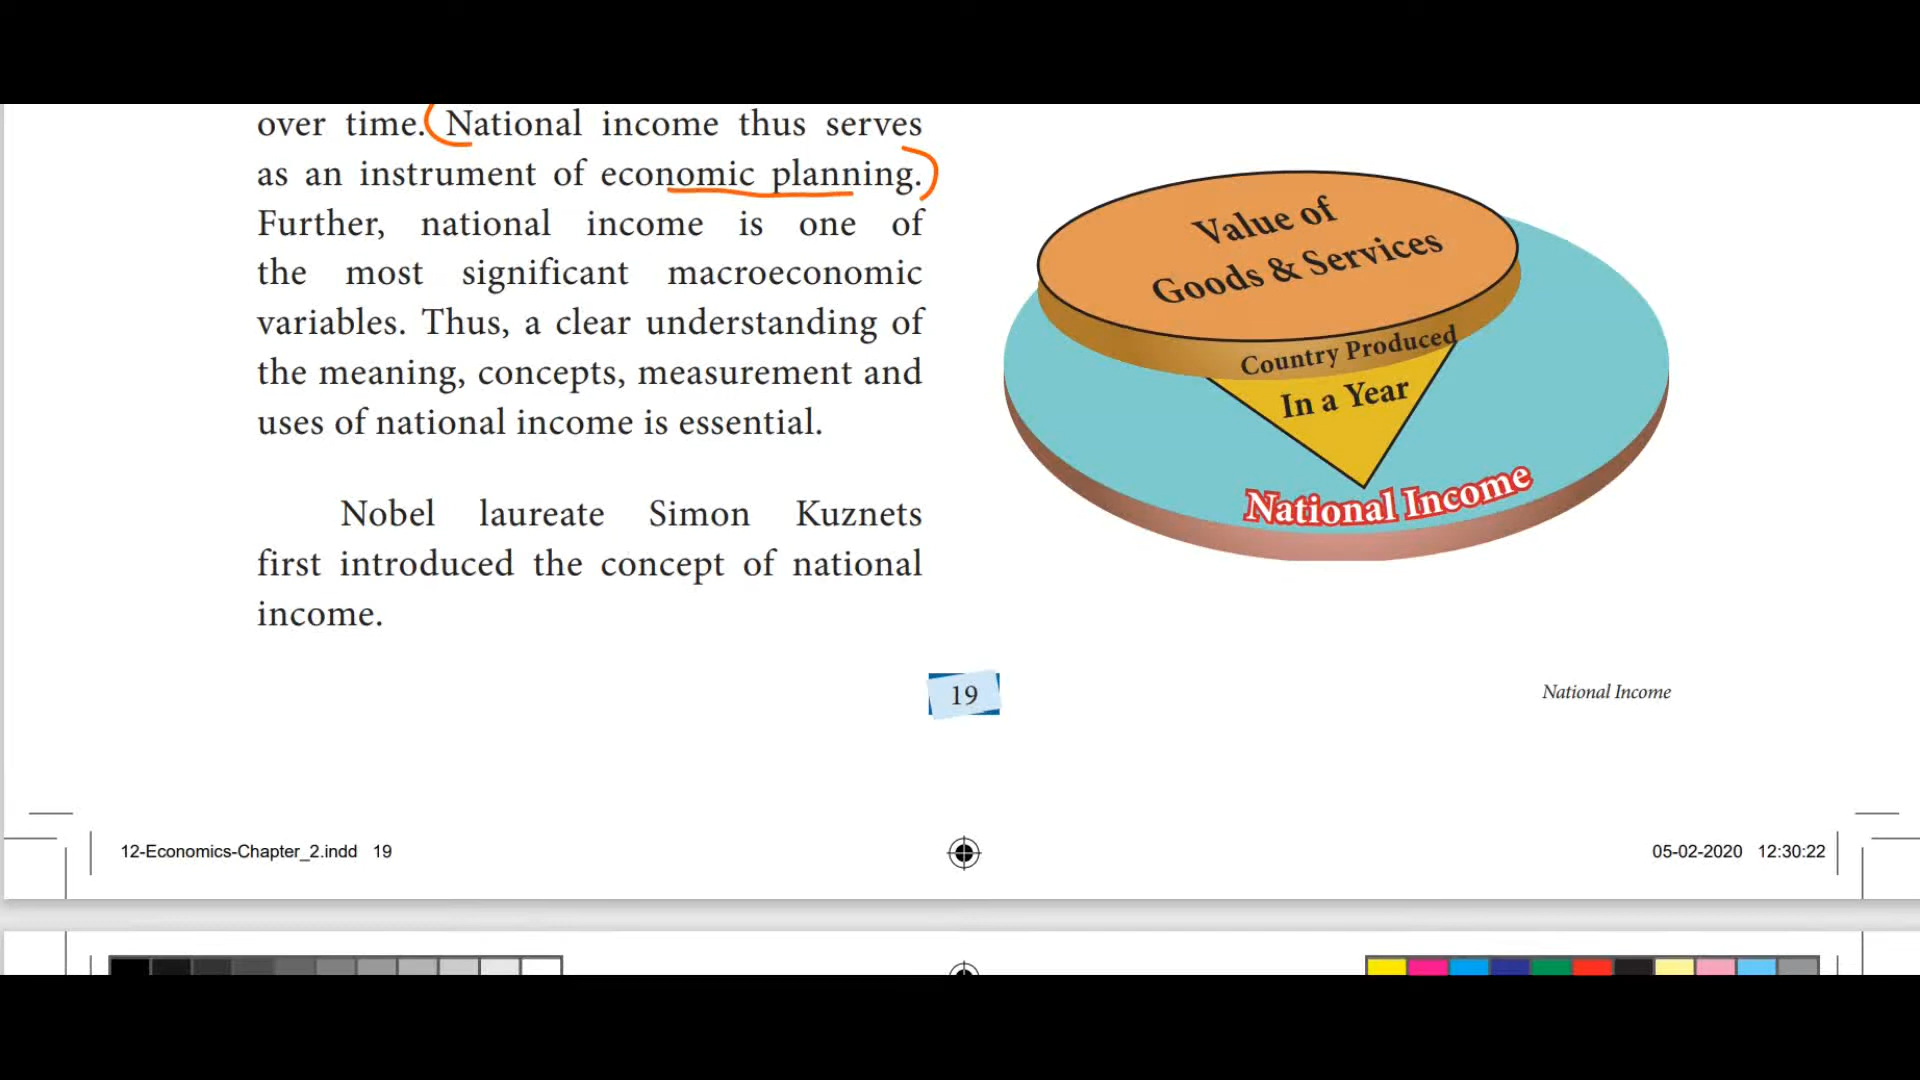 over time. National income thus serves
as an instrument of economic planning.
Further, national income is one of
the most significant macroeconomic
variables. Thus, a clear understanding of
the meaning, concepts, measurement and
uses of national income is essential.
Nobel laureate Simon Kuznets
first introduced the concept of national
income.
Value of
Goods & Services
Country Produced
In a Year
National Income
19
National Income
12-Economics-Chapter_2.indd 19
05-02-2020 12:30:22